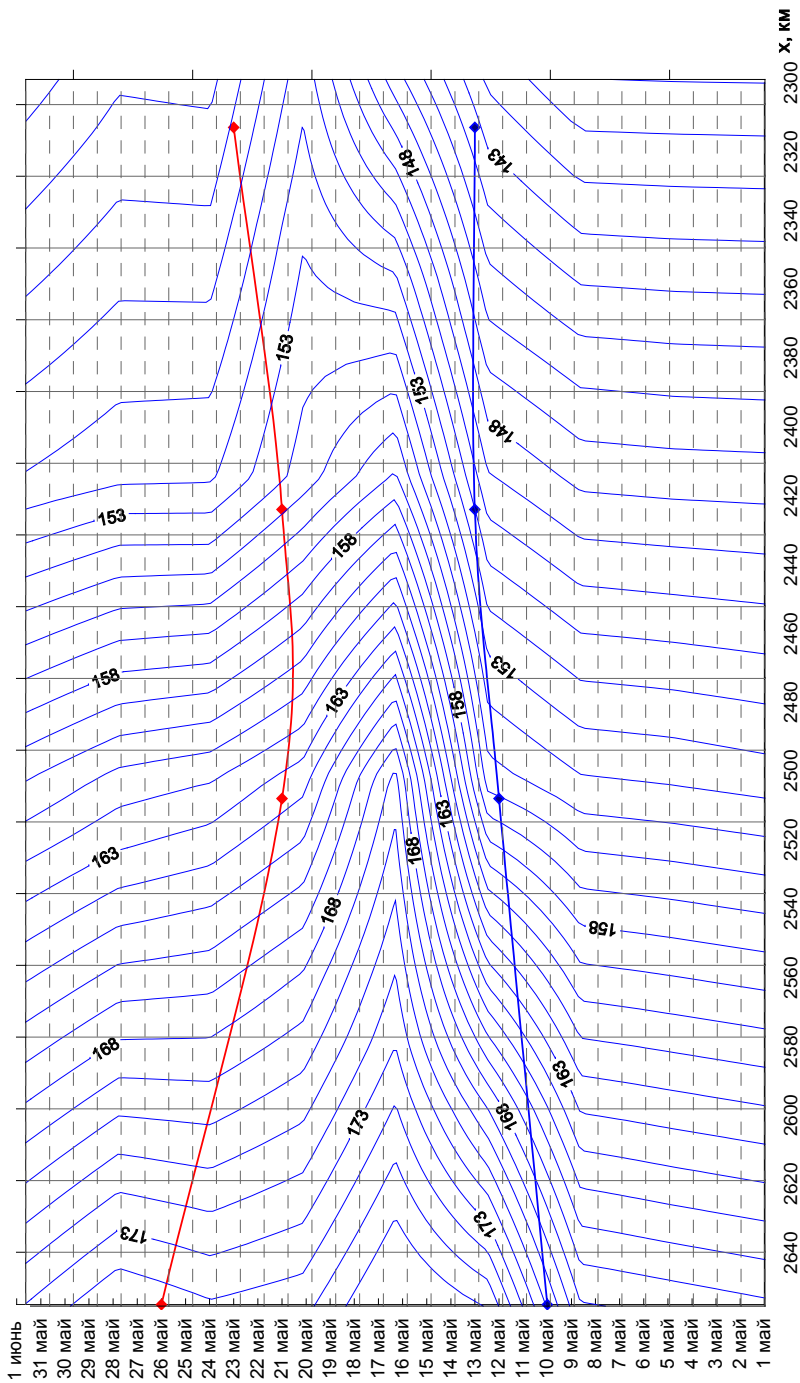 х, км
2300
2320
2340
2360
2380
2400
2420
2440
2460
2480
2500
2520
2540
2560
2580
2600
2620
2640
1 июнь
31 май
30 май
29 май
28 май
27 май
26 май
25 май
24 май
23 май
22 май
21 май
20 май
19 май
18 май
17 май
16 май
15 май
14 май
13 май
12 май
11 май
10 май
9 май
8 май
7 май
6 май
5 май
4 май
3 май
2 май
1 май
148
143
153
153
148
153
158
158
153
163
158
163
163
168
168
158
168
163
173
168
173
173